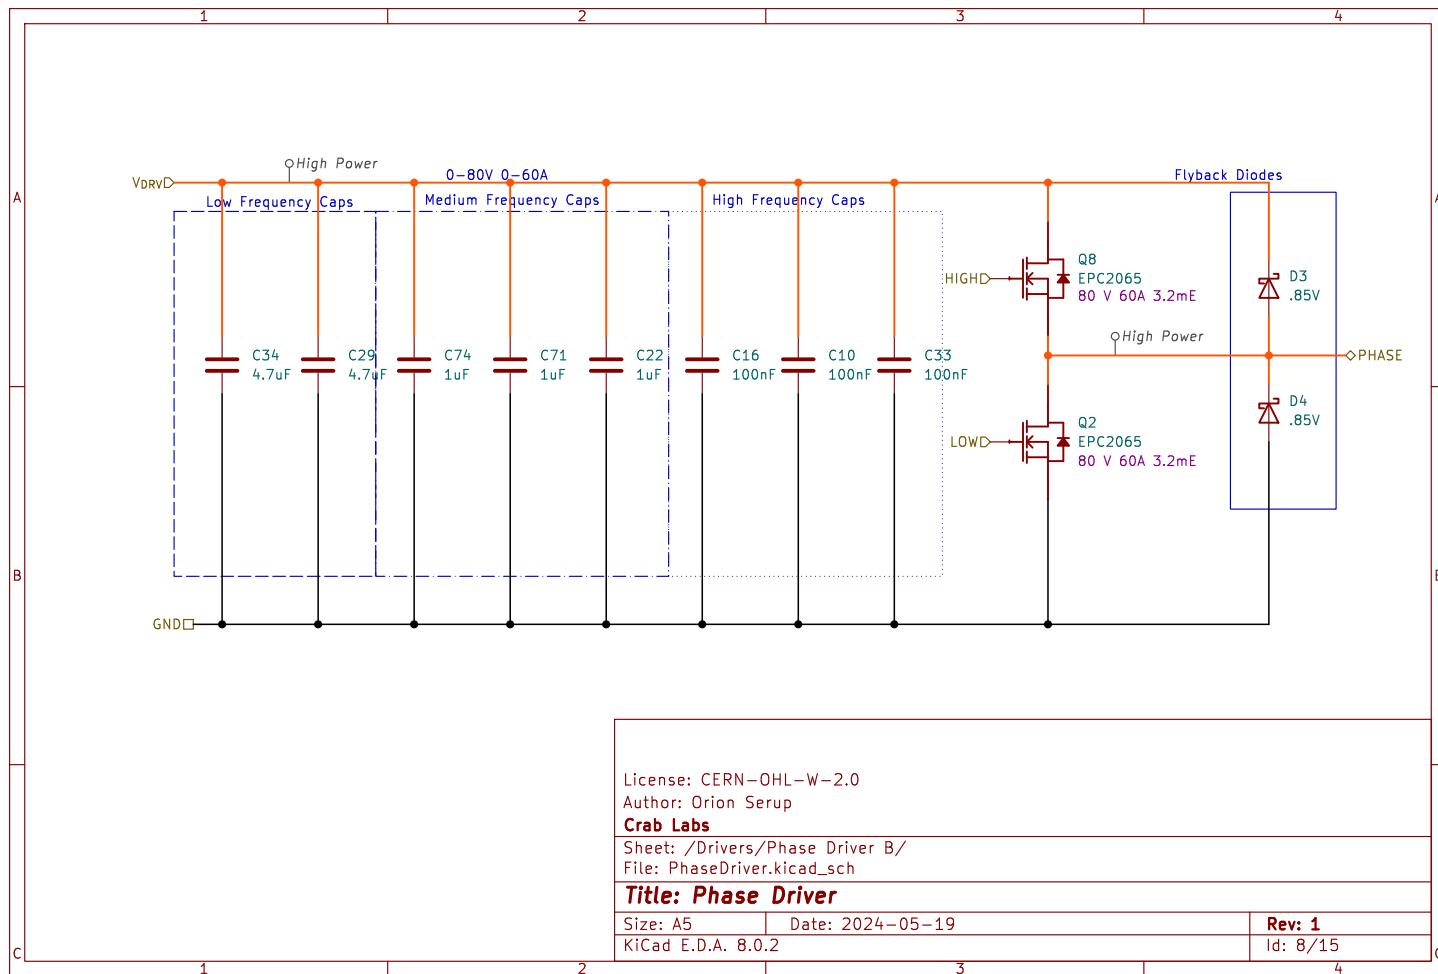 1 2 3 4
High Power
VDRV
0-80V 0-60A
Flyback Diodes
A
A
Low Frequency Caps
Medium Frequency Caps
High Frequency Caps
Q8
HIGH
EPC2065
80 V 60A 3.2mE
D3
.85V
High Power
C34
4.7uF
C29
4.7uF
C74
1uF
C71
1uF
C22
1uF
C16
100nF
C10
100nF
C33
100nF
PHASE
D4
.85V
Q2
LOW
EPC2065
80 V 60A 3.2mE
B
GND
License: CERN-OHL-W-2.0
Author: Orion Serup
Crab Labs
Sheet: /Drivers/Phase Driver B/
File: PhaseDriver.kicad_sch
Title: Phase Driver
Size: A5
Date: 2024-05-19
Rev: 1
KiCad E.D.A. 8.0.2
Id: 8/15
C
1 2 3 4